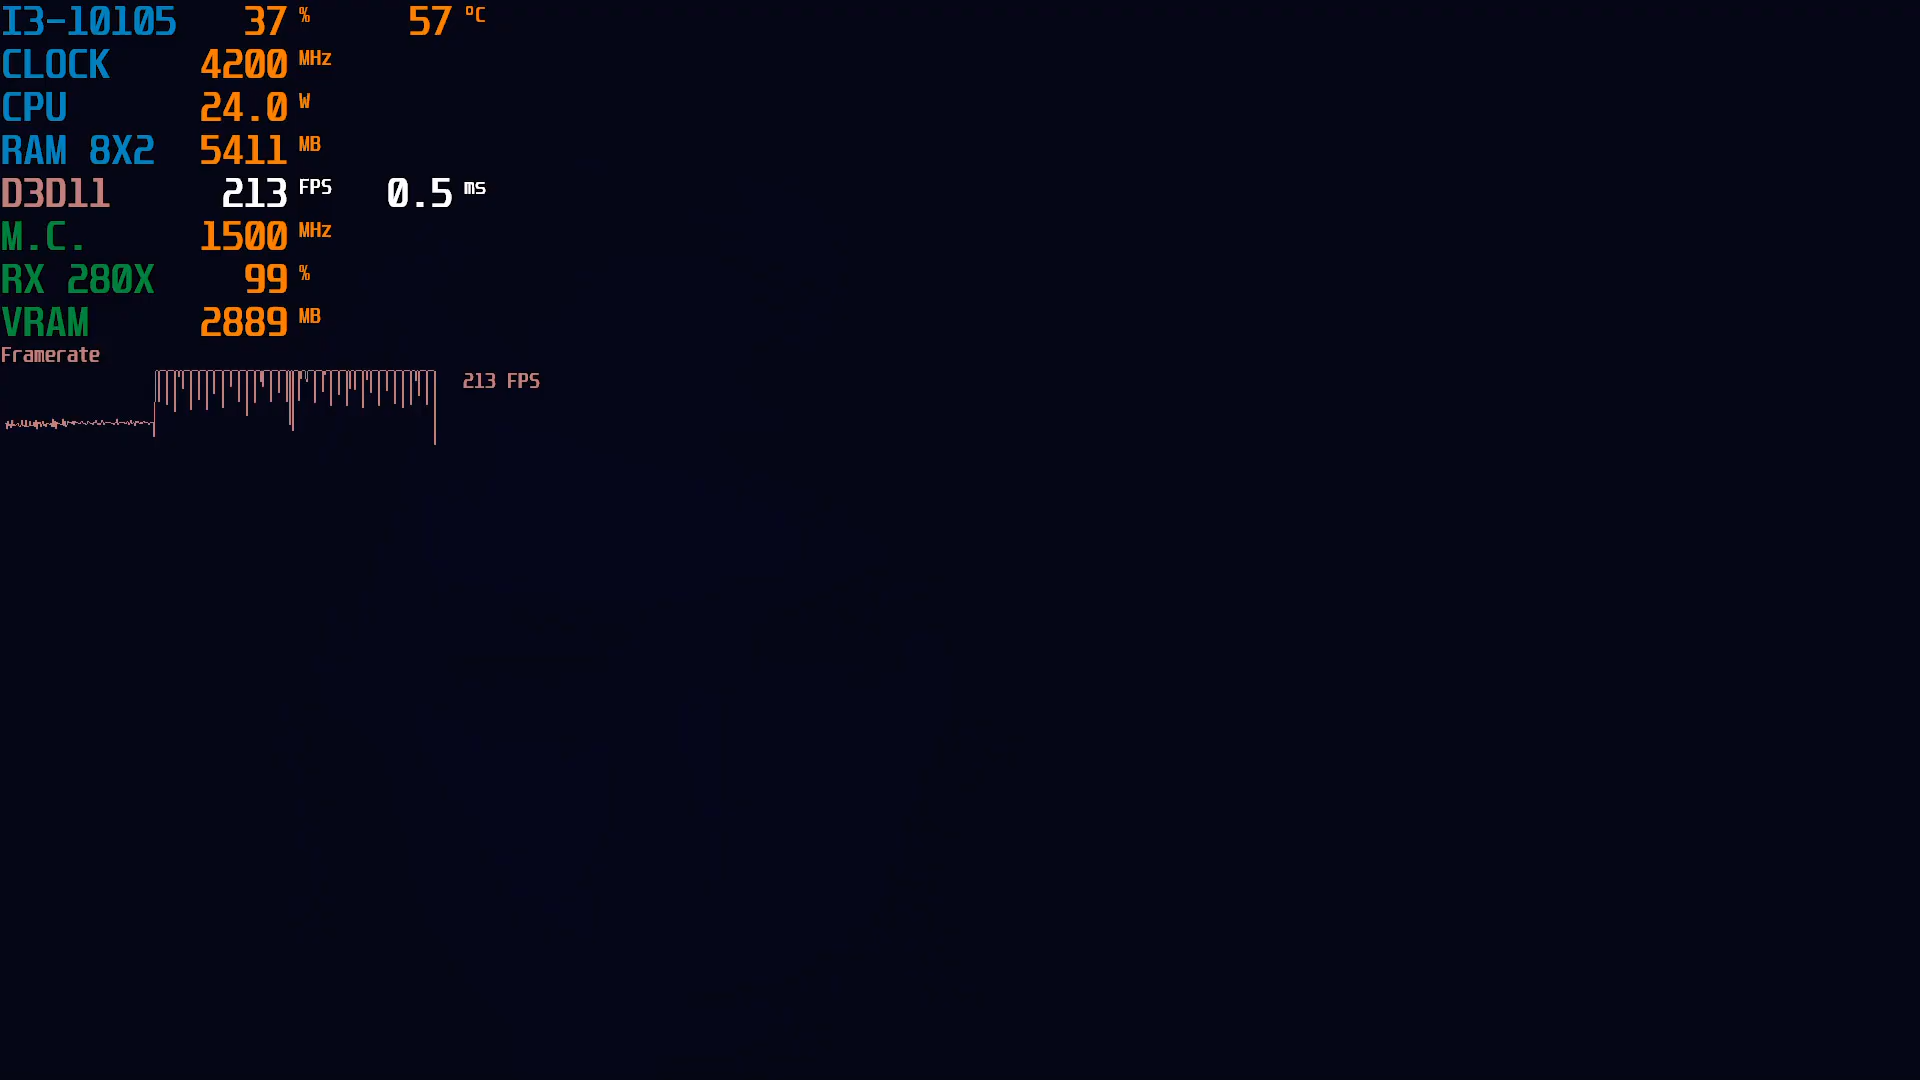 I3-10105 37 % 57 °C
CLOCK 4200 MHz
CPU 24.0 W
RAM 8X2 5411 MB
D3D11 213 FPS 0.5 ms
M.C. 1500 MHz
RX 280X 99 %
VRAM 2889 MB
Framerate
213 FPS